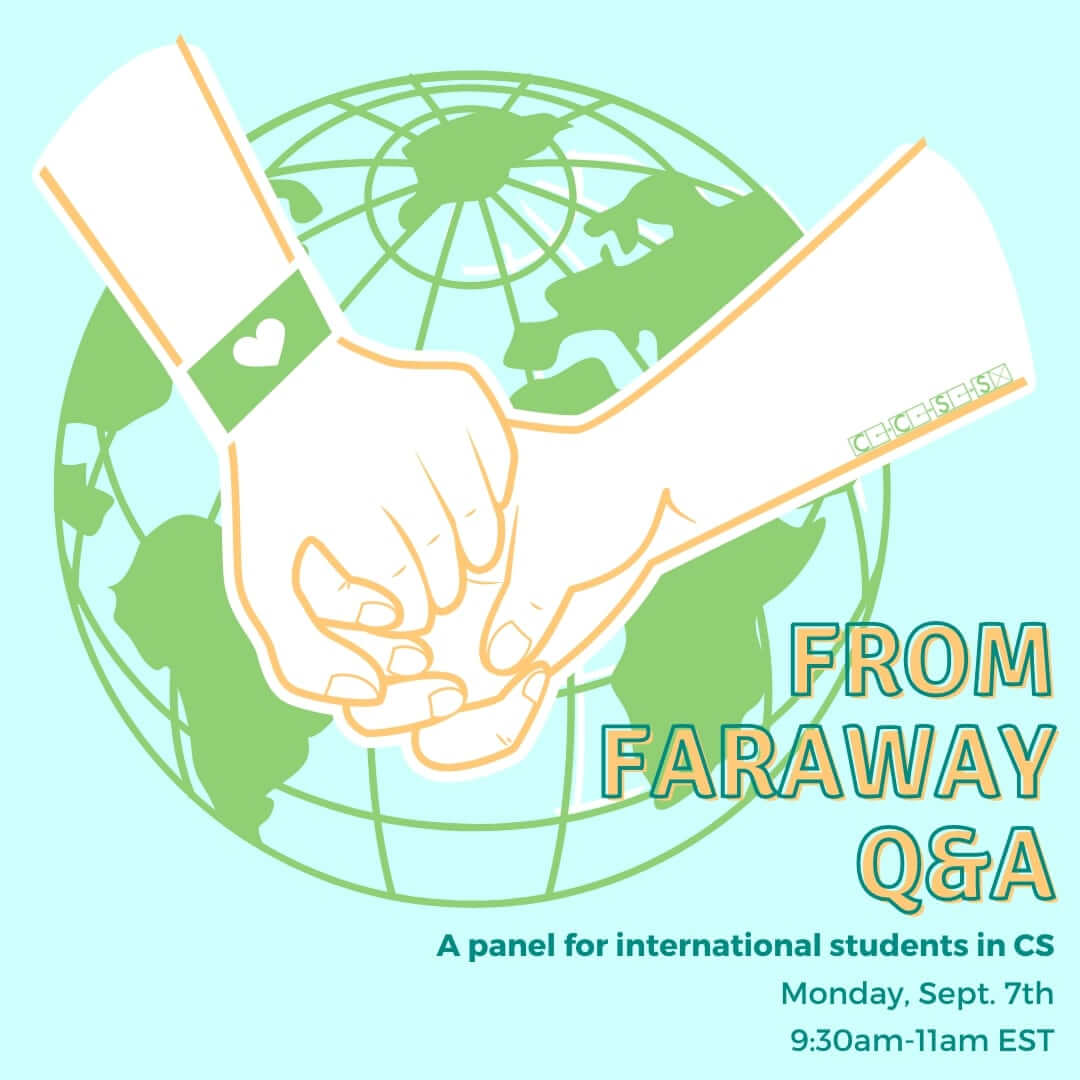 FROM
FARAWAY
Q&A
A panel for international students in CS
Monday, Sept. 7th
9:30am-11am EST